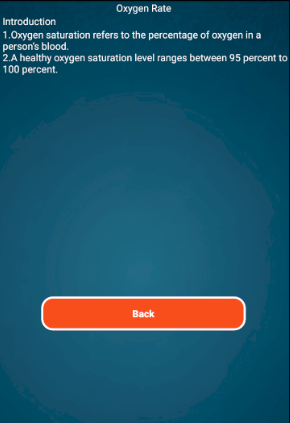 Oxygen Rate
Introduction
1.Oxygen saturation refers to the percentage of oxygen in a
person's blood.
2.A healthy oxygen saturation level ranges between 95 percent to
100 percent.
Back